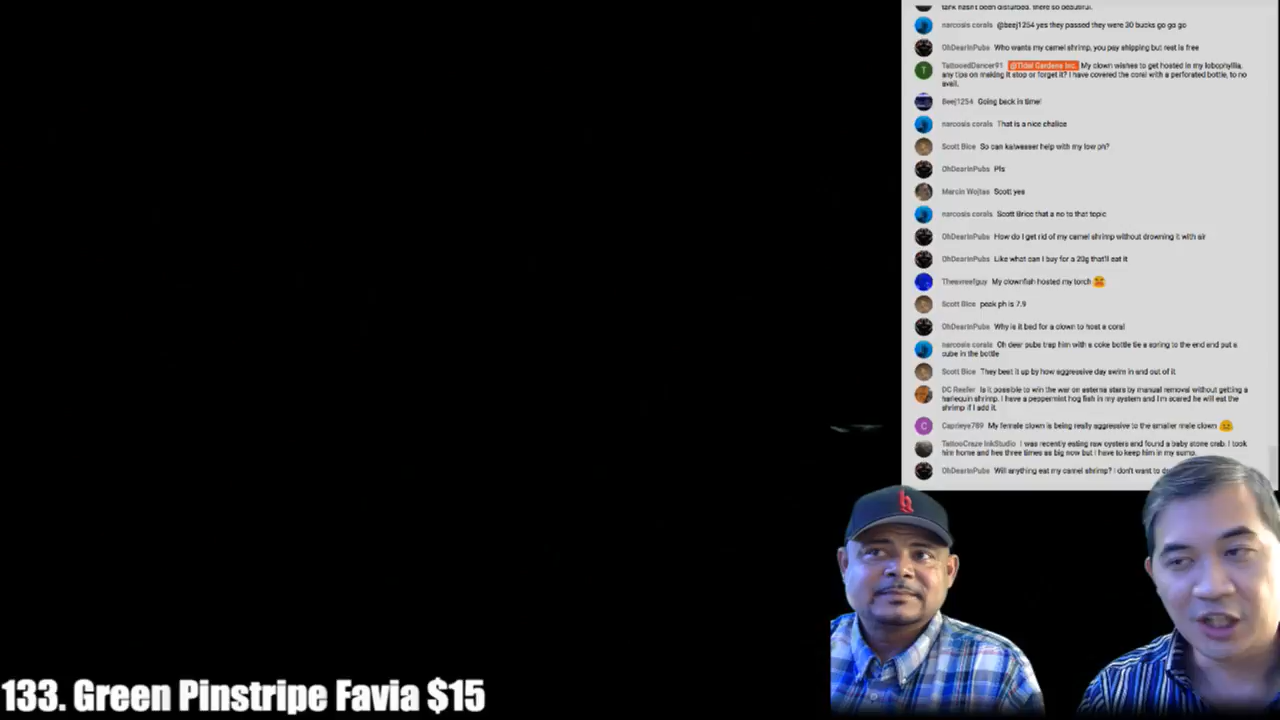 tank hasn't been disturbed. there so beautiful.
narcosis corals @beej1254 yes they passed they were 30 bucks go go go
OhDearInPubs Who wants my camel shrimp, you pay shipping but rest is free
TattooedDancer91 @Tidal Gardens Inc. My clown wishes to get hosted in my lobophyllia,
any tips on making it stop or forget it? I have covered the coral with a perforated bottle, to no
avail.
Beej1254 Going back in time!
narcosis corals That is a nice chalice
Scott Bice So can kalwasser help with my low ph?
OhDearInPubs Pls
Marcin Wojtas Scott yes
narcosis corals Scott Brice that a no to that topic
OhDearInPubs How do I get rid of my camel shrimp without drowning it with air
OhDearInPubs Like what can I buy for a 20g that'll eat it
Thesvreefguy My clownfish hosted my torch
Scott Bice peak ph is 7.9
OhDearInPubs Why is it bad for a clown to host a coral
narcosis corals Oh dear pubs trap him with a coke bottle tie a spring to the end and put a
cube in the bottle
Scott Bice They beat it up by how aggressive day swim in and out of it
DC Reefer Is it possible to win the war on asterna stars by manual removal without getting a
harlequin shrimp. I have a peppermint hog fish in my system and I'm scared he will eat the
shrimp if I add it.
C Caprieye789 My female clown is being really aggressive to the smaller male clown
TattooCraze InkStudio I was recently eating raw oysters and found a baby stone crab. I took
him home and hes three times as big now but I have to keep him in my sump.
OhDearInPubs Will anything eat my camel shrimp? I don't want to
133. Green Pinstripe Favia $15